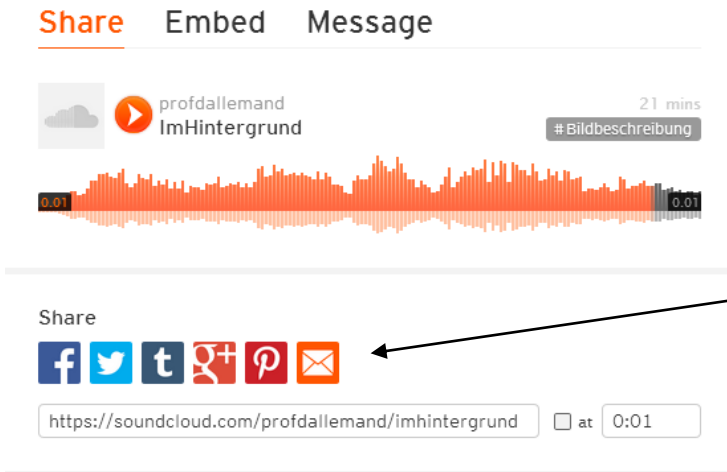 Share Embed Message
profdallemand 21 mins
ImHintergrund #Bildbeschreibung
0.01 0.01
Share
f t g+
https://soundcloud.com/profdallemand/imhintergrund at 0:01